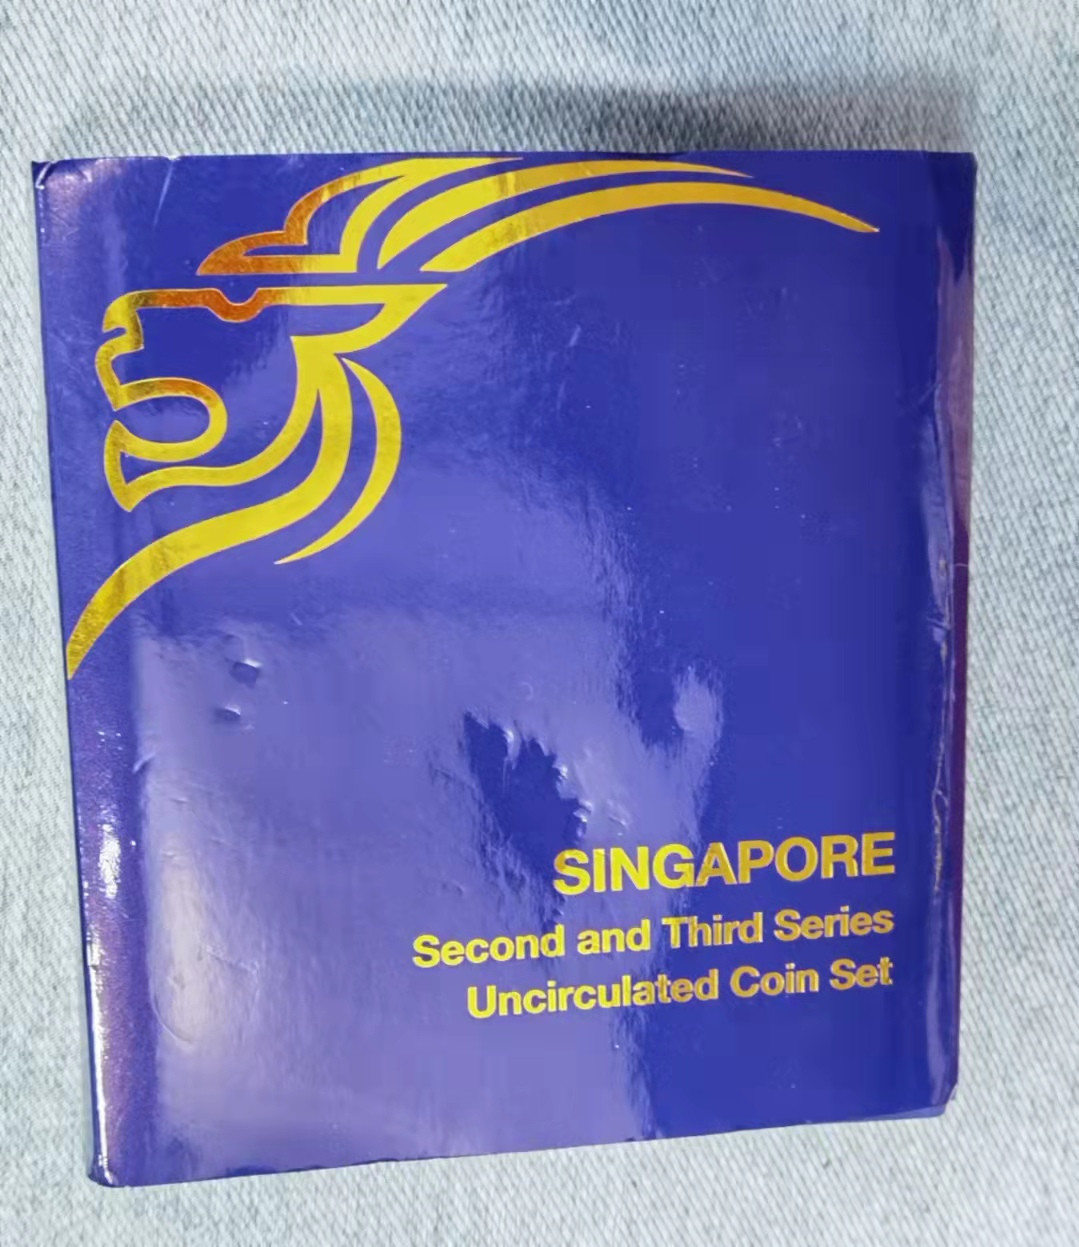 SINGAPORE
Second and Third Series
Uncirculated Coin Set